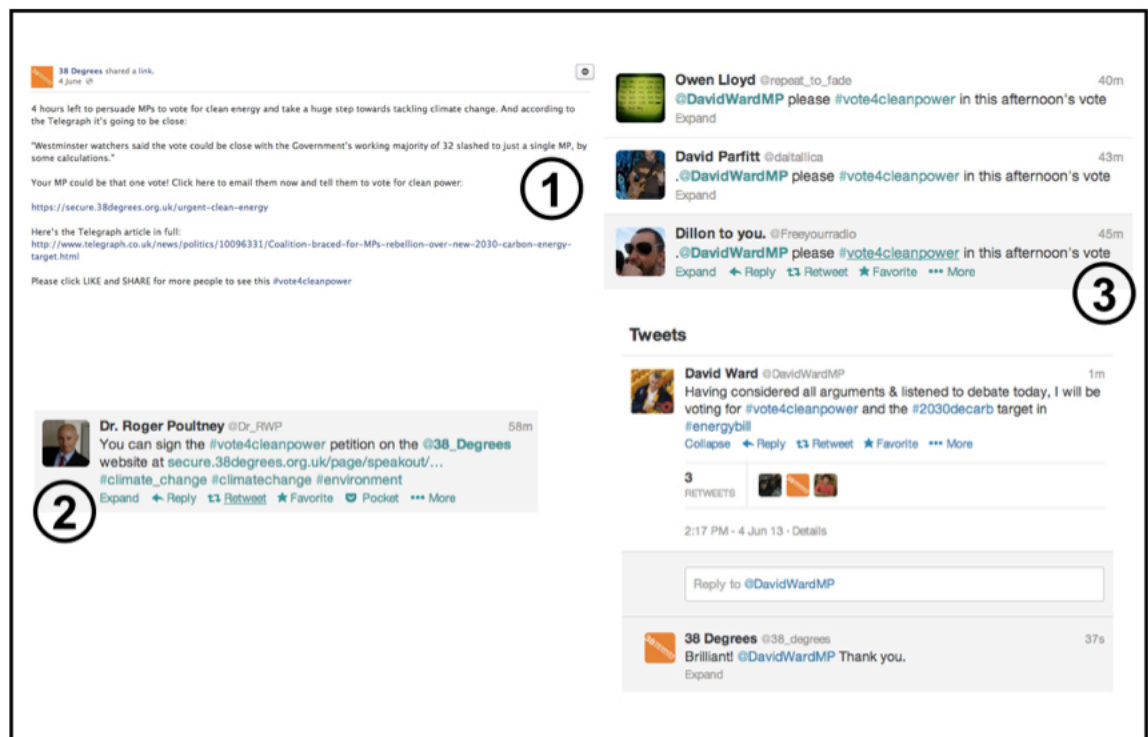 38 Degrees shared a link.
4 June
4 hours left to persuade MPs to vote for clean energy and take a huge step towards tackling climate change. And according to
the Telegraph it's going to be close:
"Westminster watchers said the vote could be close with the Government's working majority of 32 slashed to just a single MP, by
some calculations."
Your MP could be that one vote! Click here to email them now and tell them to vote for clean power:
https://secure.38degrees.org.uk/urgent-clean-energy
Here's the Telegraph article in full:
http://www.telegraph.co.uk/news/politics/10096331/Coalition-braced-for-MPs-rebellion-over-new-2030-carbon-energy-
target.html
Please click LIKE and SHARE for more people to see this #vote4cleanpower
1
Dr. Roger Poultney @Dr_RWP 58m
You can sign the #vote4cleanpower petition on the @38_Degrees
website at secure.38degrees.org.uk/page/speakout/...
#climate_change #climatechange #environment
Expand Reply Retweet Favorite Pocket More
2
Owen Lloyd @repeat_to_fade 40m
@DavidWardMP please #vote4cleanpower in this afternoon's vote
Expand
David Parfitt @daitallica 43m
.@DavidWardMP please #vote4cleanpower in this afternoon's vote
Expand
Dillon to you. @Freeyourradio 45m
.@DavidWardMP please #vote4cleanpower in this afternoon's vote
Expand Reply Retweet Favorite More
3
Tweets
David Ward @DavidWardMP 1m
Having considered all arguments & listened to debate today, I will be
voting for #vote4cleanpower and the #2030decarb target in
#energybill
Collapse Reply Retweet Favorite More
3
RETWEETS
2:17 PM - 4 Jun 13 · Details
Reply to @DavidWardMP
38 Degrees @38_degrees 37s
Brilliant! @DavidWardMP Thank you.
Expand